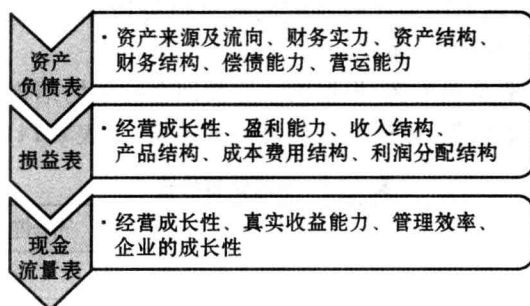 资产
负债表
· 资产来源及流向、财务实力、资产结构、
财务结构、偿债能力、营运能力
损益表
· 经营成长性、盈利能力、收入结构、
产品结构、成本费用结构、利润分配结构
现金
流量表
· 经营成长性、真实收益能力、管理效率、
企业的成长性